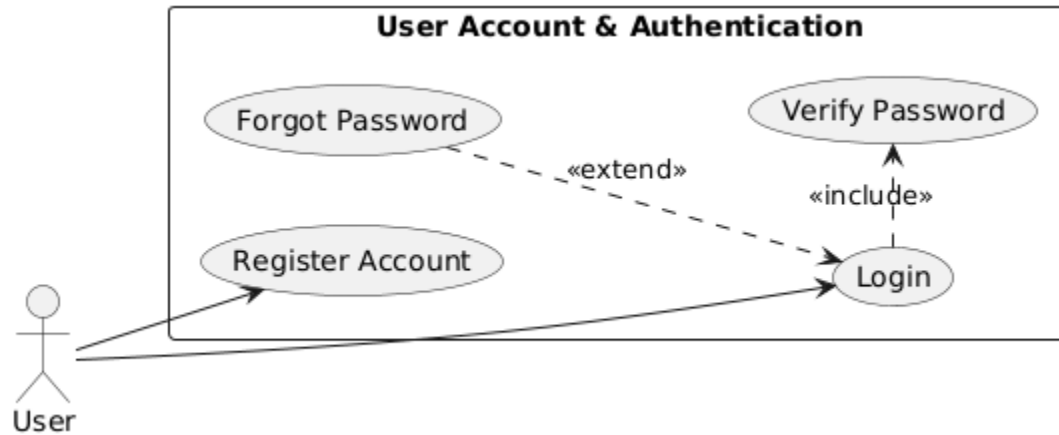 User Account & Authentication
Forgot Password
Verify Password
«extend»
«include»
Register Account
Login
User